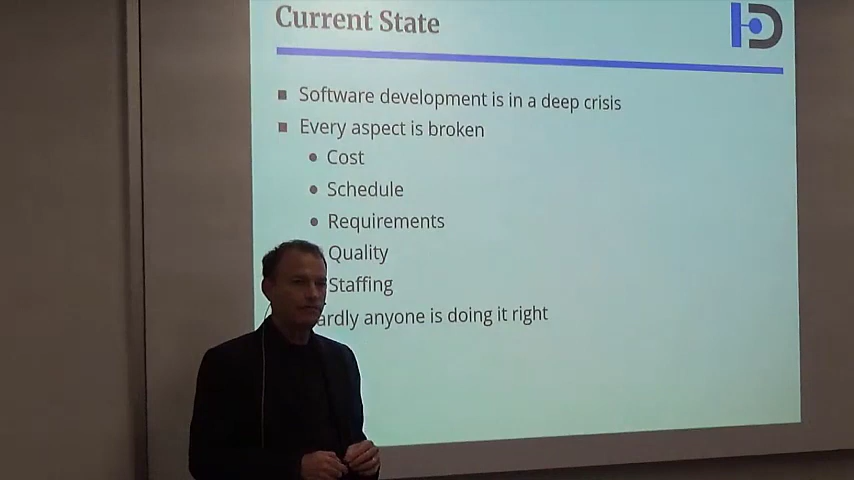 Current State
Software development is in a deep crisis
Every aspect is broken
Cost
Schedule
Requirements
Quality
Staffing
ardly anyone is doing it right